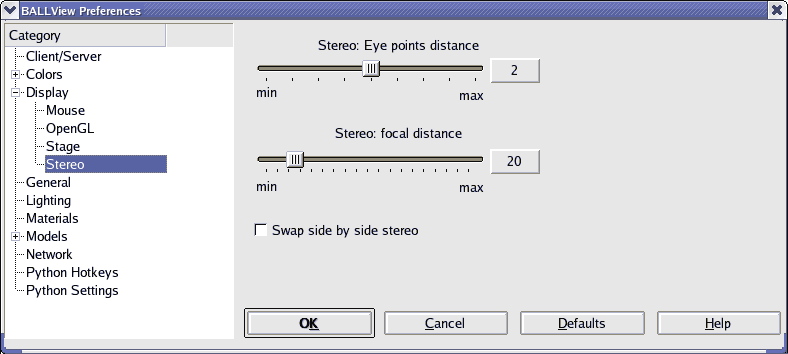 BALLView Preferences
Category
Client/Server
Colors
Display
Mouse
OpenGL
Stage
Stereo
General
Lighting
Materials
Models
Network
Python Hotkeys
Python Settings
Stereo: Eye points distance
2
min max
Stereo: focal distance
20
min max
Swap side by side stereo
OK Cancel Defaults Help